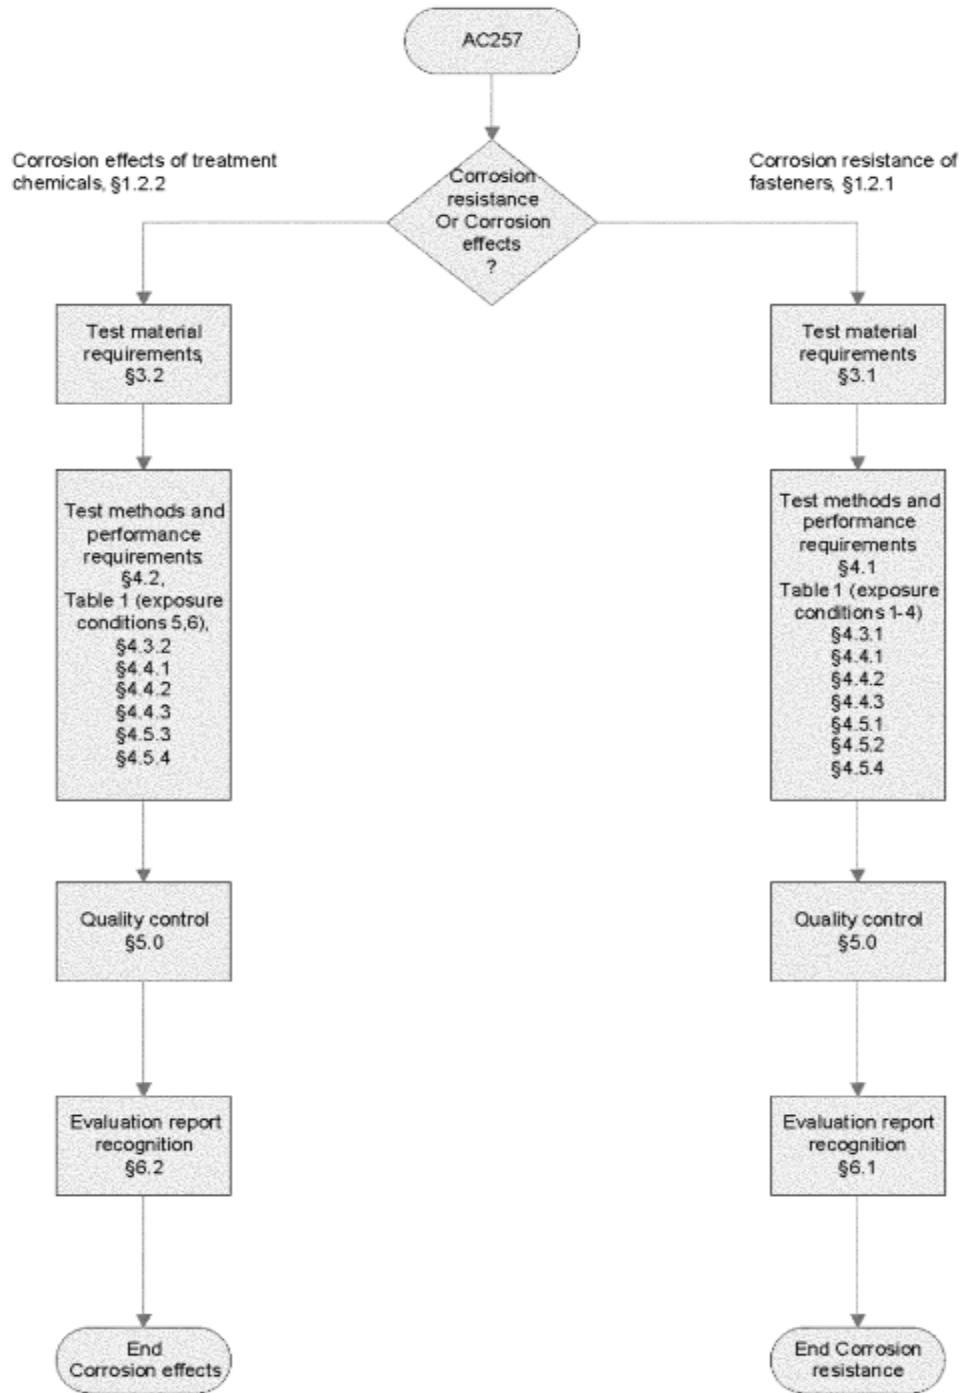 AC257
Corrosion effects of treatment
chemicals, §1.2.2
Corrosion
resistance
Or Corrosion
effects
?
Corrosion resistance of
fasteners, §1.2.1
Test material
requirements,
§3.2
Test methods and
performance
requirements
§4.2,
Table 1 (exposure
conditions 5,6),
§4.3.2
§4.4.1
§4.4.2
§4.4.3
§4.5.3
§4.5.4
Quality control
§5.0
Evaluation report
recognition
§6.2
End
Corrosion effects
Test material
requirements
§3.1
Test methods and
performance
requirements
§4.1
Table 1 (exposure
conditions 1-4)
§4.3.1
§4.4.1
§4.4.2
§4.4.3
§4.5.1
§4.5.2
§4.5.4
Quality control
§5.0
Evaluation report
recognition
§6.1
End Corrosion
resistance